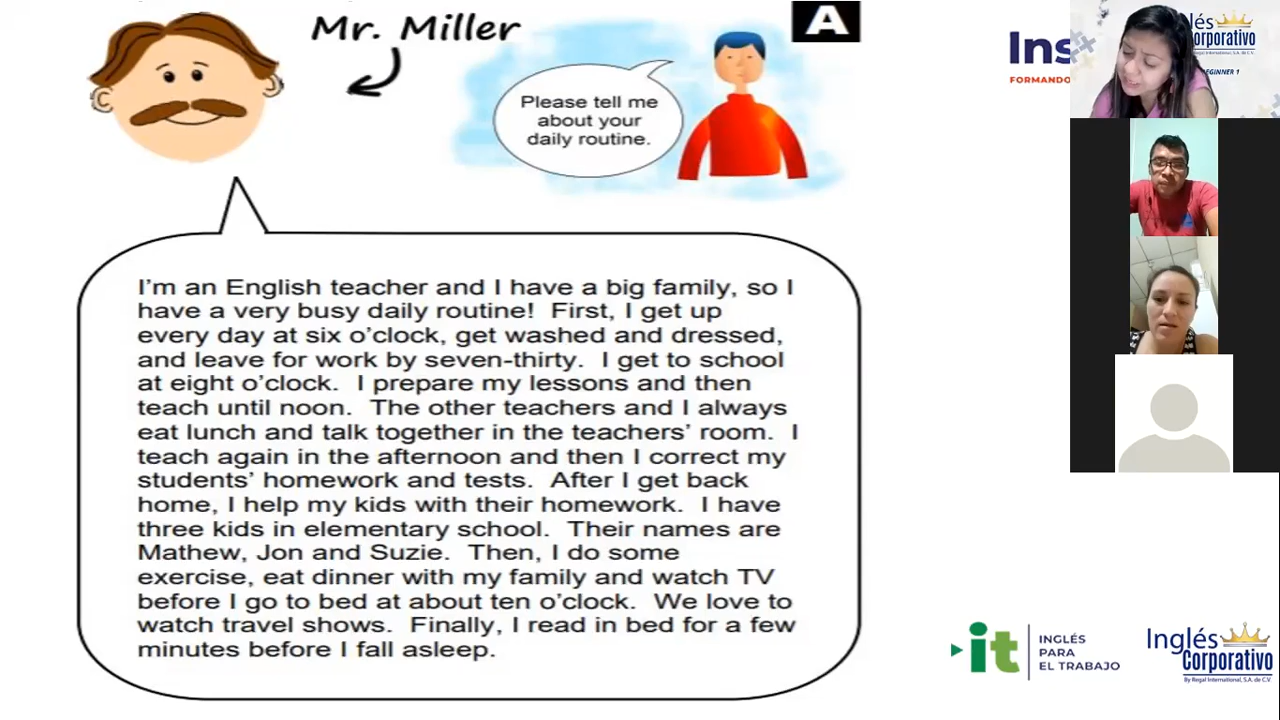 Mr. Miller
A
Please tell me
about your
daily routine.
I'm an English teacher and I have a big family, so I
have a very busy daily routine!  First, I get up
every day at six o'clock, get washed and dressed,
and leave for work by seven-thirty.  I get to school
at eight o'clock.  I prepare my lessons and then
teach until noon.  The other teachers and I always
eat lunch and talk together in the teachers' room.  I
teach again in the afternoon and then I correct my
students' homework and tests.  After I get back
home, I help my kids with their homework.  I have
three kids in elementary school.  Their names are
Mathew, Jon and Suzie.  Then, I do some
exercise, eat dinner with my family and watch TV
before I go to bed at about ten o'clock.  We love to
watch travel shows.  Finally, I read in bed for a few
minutes before I fall asleep.
Ins
FORMANDO
lés
Corporativo
By Regal International, S.A. de C.V.
EGINNER 1
it
INGLÉS
PARA
EL TRABAJO
Inglés
Corporativo
By Regal International, S.A. de C.V.